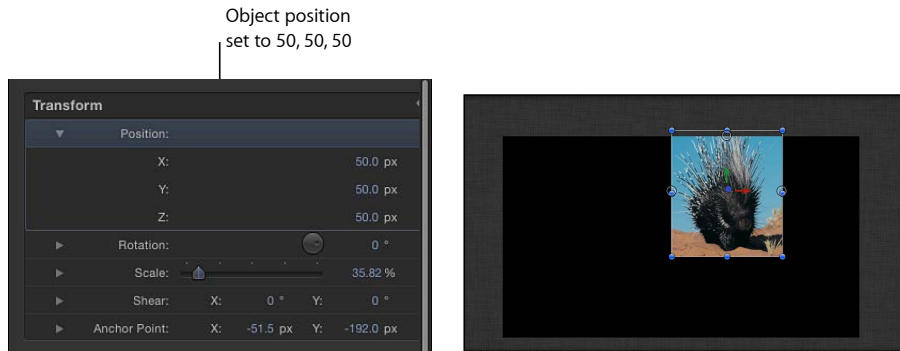 Object position
set to 50, 50, 50
Transform
Position:
X: 50.0 px
Y: 50.0 px
Z: 50.0 px
Rotation: 0 °
Scale: 35.82 %
Shear: X: 0 ° Y: 0 °
Anchor Point: X: -51.5 px Y: -192.0 px